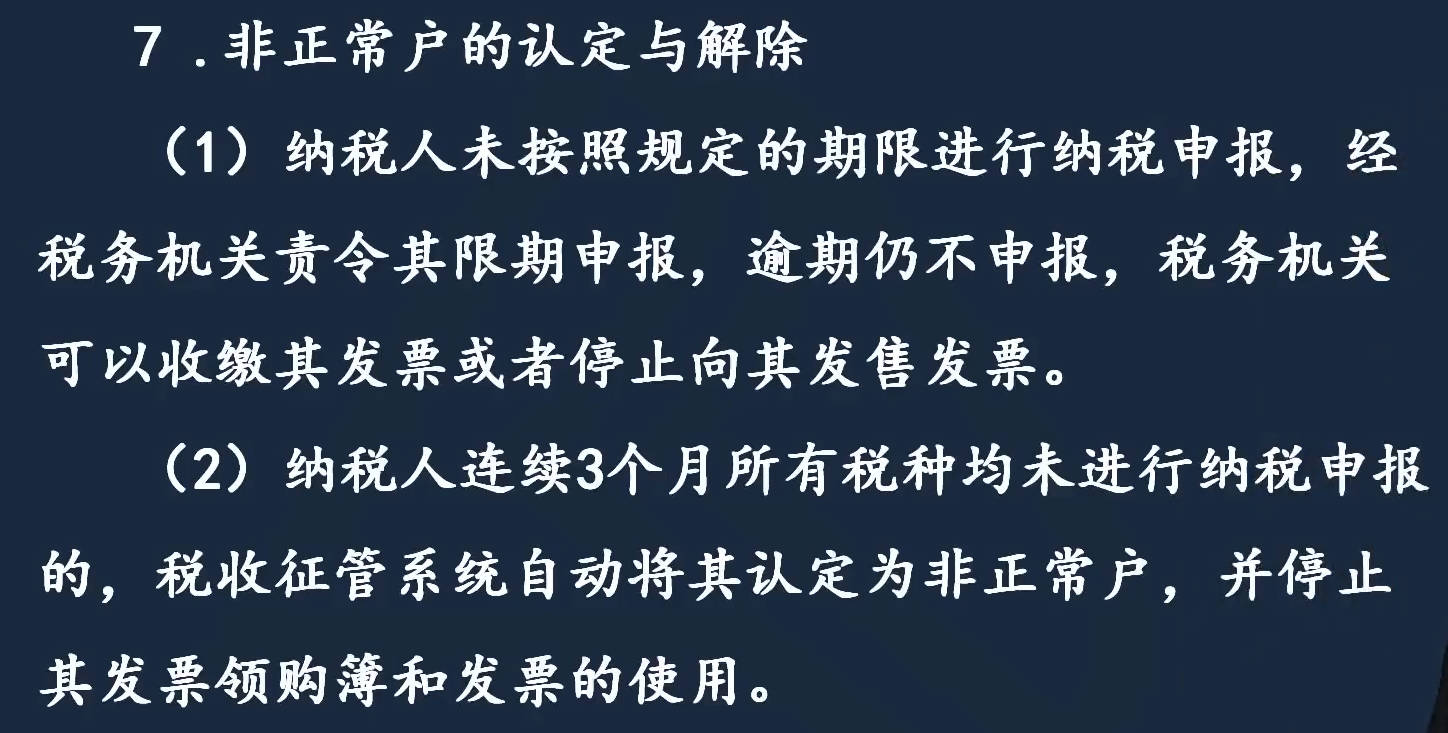 7 .非正常户的认定与解除
（1）纳税人未按照规定的期限进行纳税申报，经
税务机关责令其限期申报，逾期仍不申报，税务机关
可以收缴其发票或者停止向其发售发票。
（2）纳税人连续3个月所有税种均未进行纳税申报
的，税收征管系统自动将其认定为非正常户，并停止
其发票领购簿和发票的使用。